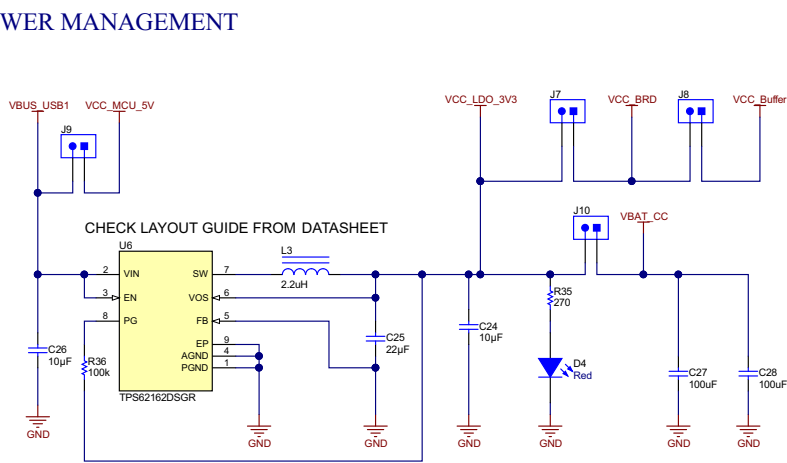 WER MANAGEMENT
VBUS_USB1
VCC_MCU_5V
J9
VCC_LDO_3V3
J7
VCC_BRD
J8
VCC_Buffer
J10
VBAT_CC
CHECK LAYOUT GUIDE FROM DATASHEET
U6
2 VIN
SW 7
3 EN
VOS 6
8 PG
FB 5
EP 9
AGND 4
PGND 1
TPS62162DSGR
L3
2.2uH
C26
10µF
R36
100k
C25
22µF
C24
10µF
R35
270
D4
Red
C27
100uF
C28
100uF
GND
GND
GND
GND
GND
GND
GND